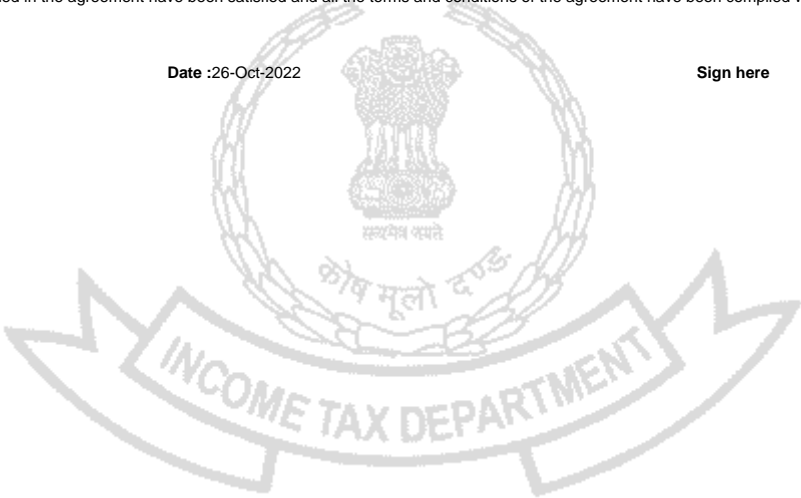 ed in the agreement have been satisfied and all the terms and conditions of the agreement have been complied
Date :26-Oct-2022 Sign here
सत्यमेव जयते
कोष मूलो दण्डः
INCOME TAX DEPARTMENT